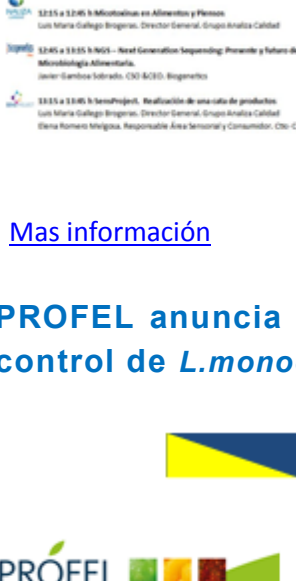 NALIZA
12:15 a 12:45 h Micotoxinas en Alimentos y Piensos
Luis María Gallego Brogeras. Director General. Grupo Analiza Calidad
12:45 a 13:15 h NGS – Next Generation Sequencing: Presente y futuro de
Microbiología Alimentaria.
Javier Gamboa Sobrado. CSO &CEO. Bioganetics
13:15 a 13:45 h SensProject. Realización de una cata de productos
Luis María Gallego Brogeras. Director General. Grupo Analiza Calidad
Elena Romero Melgosa. Responsable Área Sensorial y Consumidor.
Mas información
PROFEL anuncia
control de L.mono
PROFEL